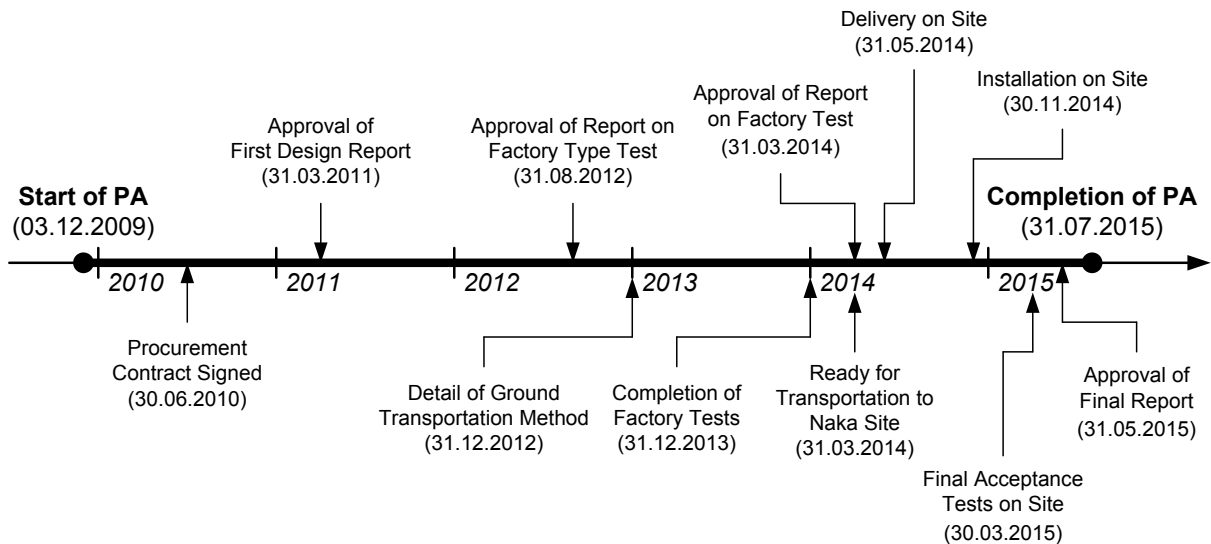 Delivery on Site
(31.05.2014)
Installation on Site
(30.11.2014)
Approval of Report
on Factory Test
(31.03.2014)
Approval of
First Design Report
(31.03.2011)
Approval of Report on
Factory Type Test
(31.08.2012)
Start of PA
(03.12.2009)
Completion of PA
(31.07.2015)
2010
2011
2012
2013
2014
2015
Procurement
Contract Signed
(30.06.2010)
Detail of Ground
Transportation Method
(31.12.2012)
Completion of
Factory Tests
(31.12.2013)
Ready for
Transportation to
Naka Site
(31.03.2014)
Approval of
Final Report
(31.05.2015)
Final Acceptance
Tests on Site
(30.03.2015)